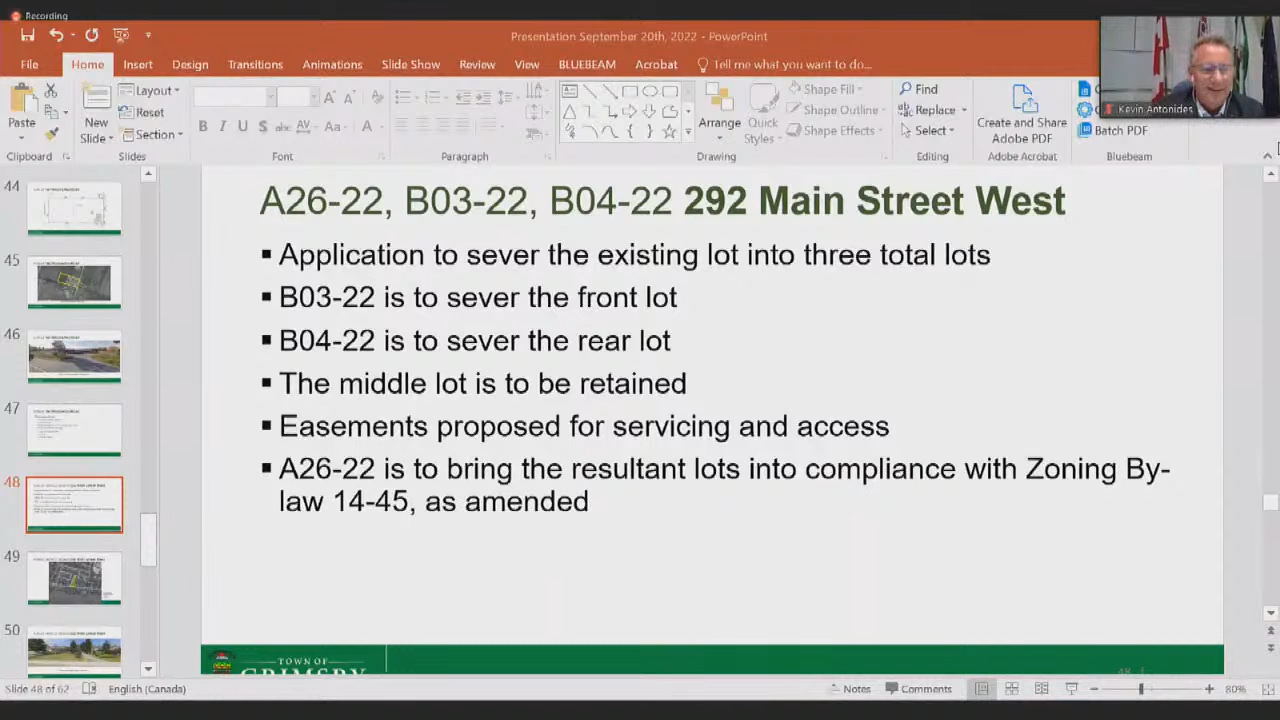 Recording
Presentation September 20th, 2022 - PowerPoint
File Home Insert Design Transitions Animations Slide Show Review View BLUEBEAM Acrobat Tell me what you want to do...
Kevin Antonides
Paste
New Slide
Layout
Reset
Section
B I U S abc AV Aa A
Arrange
Quick Styles
Shape Fill
Shape Outline
Shape Effects
Find
Replace
Select
Create and Share Adobe PDF
Batch PDF
Clipboard Slides Font Paragraph Drawing Editing Adobe Acrobat Bluebeam
44
45
46
47
48
49
50
A26-22, B03-22, B04-22 292 Main Street West
▪ Application to sever the existing lot into three total lots
▪ B03-22 is to sever the front lot
▪ B04-22 is to sever the rear lot
▪ The middle lot is to be retained
▪ Easements proposed for servicing and access
▪ A26-22 is to bring the resultant lots into compliance with Zoning By-
law 14-45, as amended
TOWN OF
GRIMSBY
48
Slide 48 of 62 English (Canada) Notes Comments 80%